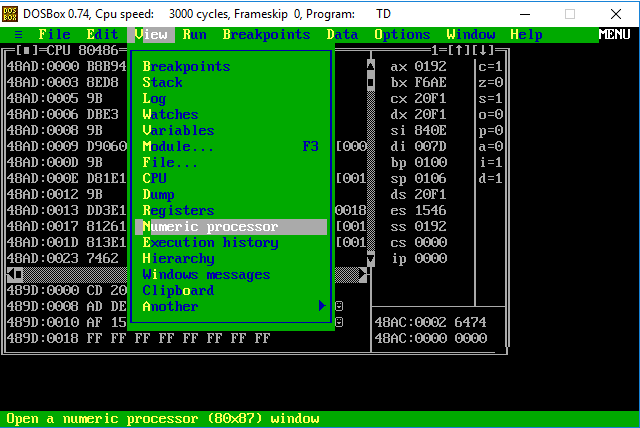 DOS BOX DOSBox 0.74, Cpu speed: 3000 cycles, Frameskip 0, Program: TD
≡ File Edit View Run Breakpoints Data Options Window Help MENU
[■]=CPU 80486 1=[↑][↓]
48AD:0000 B8B94 Breakpoints ax 0192 c=1
48AD:0003 8ED8 Stack bx F6AE z=0
48AD:0005 9B Log cx 20F1 s=1
48AD:0006 DBE3 Watches dx 20F1 o=0
48AD:0008 9B Variables si 840E p=0
48AD:0009 D9060 Module... F3 [000 di 007D a=0
48AD:000D 9B File... bp 0100 i=1
48AD:000E D81E1 CPU [001 sp 0106 d=1
48AD:0012 9B Dump ds 20F1
48AD:0013 DD3E1 Registers 0018 es 1546
48AD:0017 81261 Numeric processor [001 ss 0192
48AD:001D 813E1 Execution history [001 cs 0000
48AD:0023 7462 Hierarchy ip 0000
Windows messages
489D:0000 CD 20 Clipboard
489D:0008 AD DE Another
489D:0010 AF 15 48AC:0002 6474
489D:0018 FF FF FF FF FF FF FF FF 48AC:0000 0000
Open a numeric processor (80x87) window